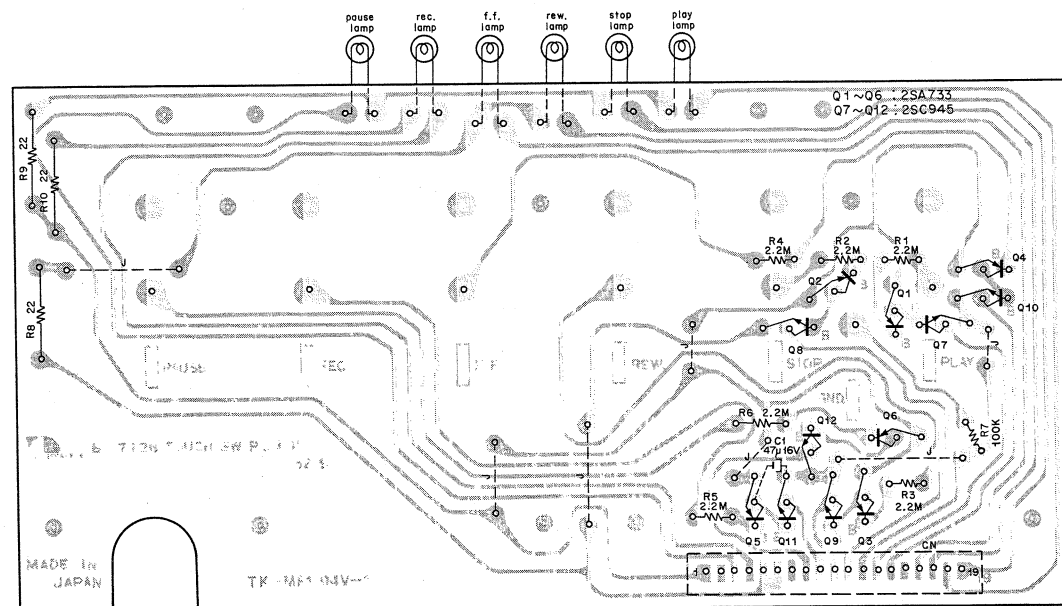 pause lamp
rec. lamp
f.f. lamp
rew. lamp
stop lamp
play lamp
Q1~Q6 : 2SA733
Q7~Q12 : 2SC945
R9 22
22 R10
J
R8 22
R4 2.2M
R2 2.2M
R1 2.2M
Q4
Q2
B
Q1
Q10
Q8
B
B
Q7
J
J
REW
STOP
PLAY
R6 2.2M
Q12
Q6
R7 100K
C1 47μ16V
J
J
J
J
R5 2.2M
R3 2.2M
Q5
Q11
Q9
Q3
CN
1
19
MADE IN
JAPAN